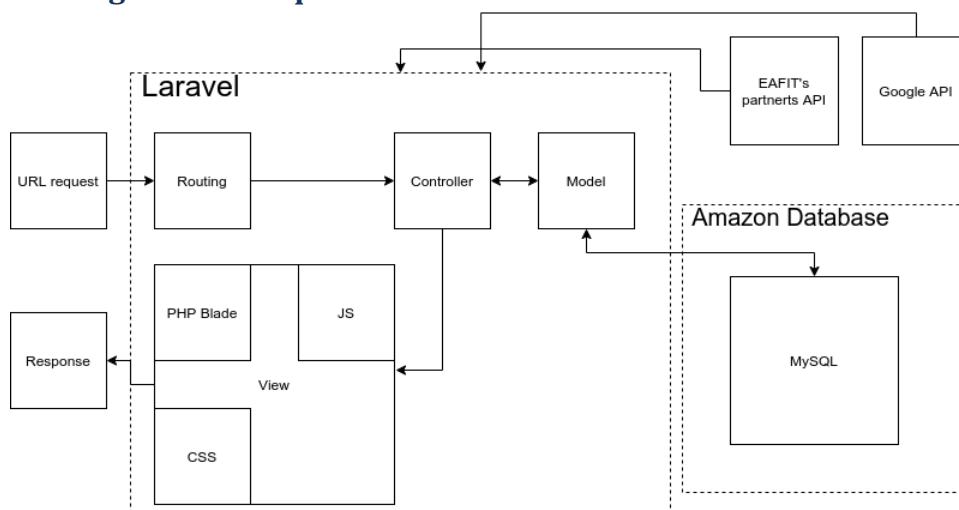 Laravel
EAFIT's
partnerts API
Google API
URL request
Routing
Controller
Model
Amazon Database
PHP Blade
JS
Response
View
MySQL
CSS